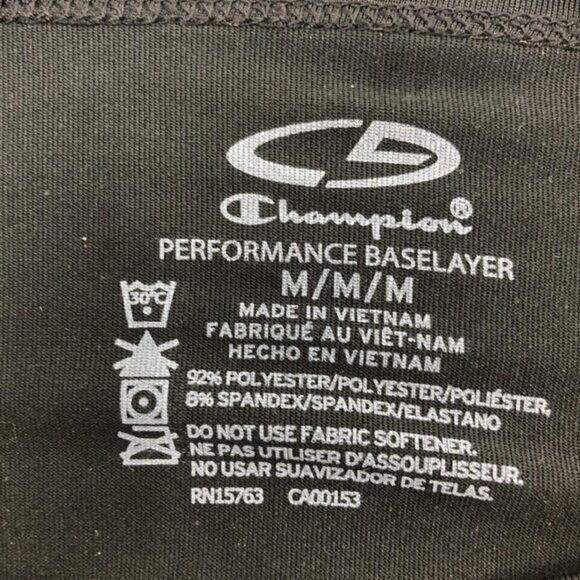 C9
Champion®
PERFORMANCE BASELAYER
M/M/M
MADE IN VIETNAM
FABRIQUÉ AU VIÊT-NAM
HECHO EN VIETNAM
30°C
92% POLYESTER/POLYESTER/POLIÉSTER,
8% SPANDEX/SPANDEX/ELASTANO
DO NOT USE FABRIC SOFTENER.
NE PAS UTILISER D'ASSOUPLISSEUR.
NO USAR SUAVIZADOR DE TELAS.
RN15763 CA00153